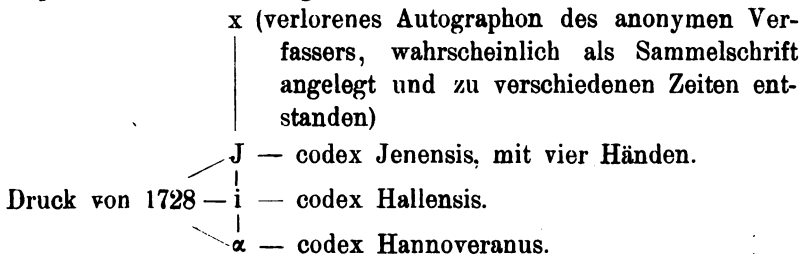 x (verlorenes Autographon des anonymen Ver-
fassers, wahrscheinlich als Sammelschrift
angelegt und zu verschiedenen Zeiten ent-
standen)
J — codex Jenensis, mit vier Händen.
Druck von 1728 — i — codex Hallensis.
α — codex Hannoveranus.